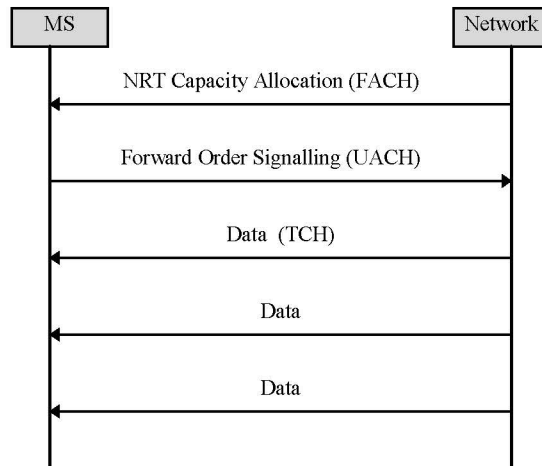 MS
Network
NRT Capacity Allocation (FACH)
Forward Order Signalling (UACH)
Data (TCH)
Data
Data